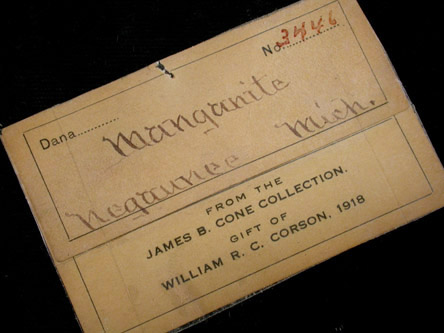 No. 3446
Dana............
Manganite
Negaunee Mich.
FROM THE
JAMES B. CONE COLLECTION.
GIFT OF
WILLIAM R. C. CORSON, 1918